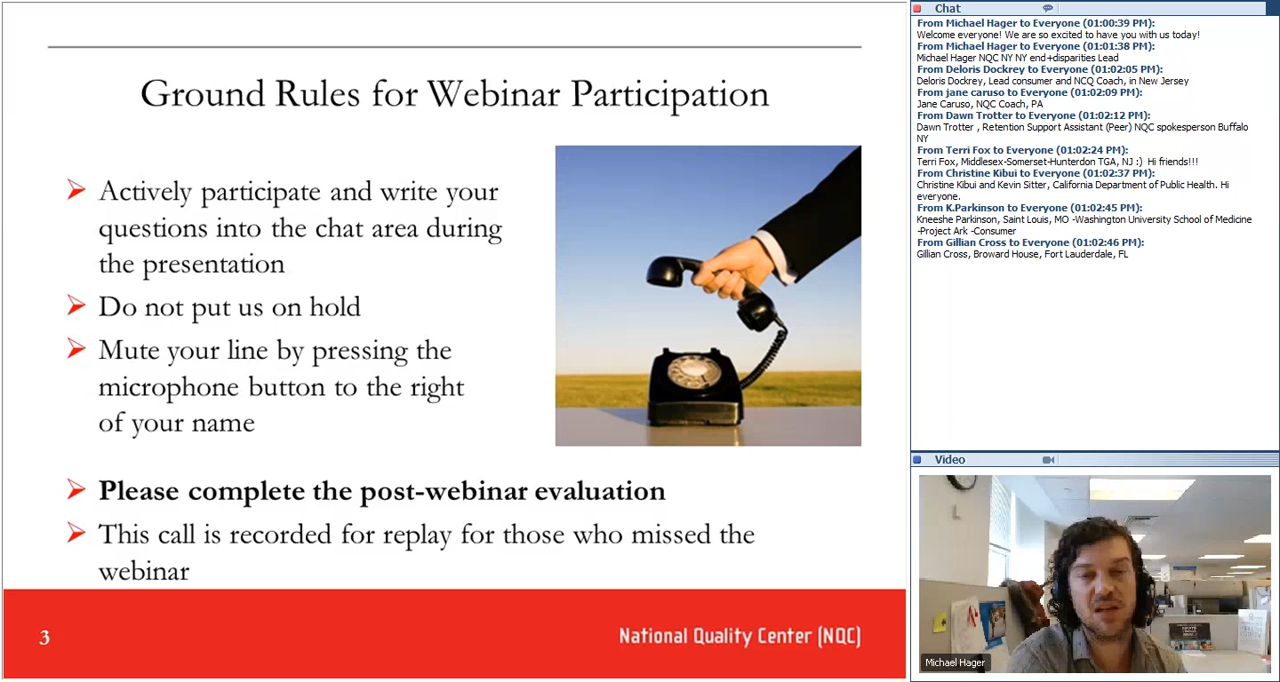 Ground Rules for Webinar Participation
Actively participate and write your
questions into the chat area during
the presentation
Do not put us on hold
Mute your line by pressing the
microphone button to the right
of your name
Please complete the post-webinar evaluation
This call is recorded for replay for those who missed the
webinar
3
National Quality Center (NQC)
Chat
From Michael Hager to Everyone (01:00:39 PM):
Welcome everyone! We are so excited to have you with us today!
From Michael Hager to Everyone (01:01:38 PM):
Michael Hager NQC NY NY end+disparities Lead
From Deloris Dockrey to Everyone (01:02:05 PM):
Deloris Dockrey, Lead consumer and NCQ Coach, in New Jersey
From jane caruso to Everyone (01:02:09 PM):
Jane Caruso, NQC Coach, PA
From Dawn Trotter to Everyone (01:02:12 PM):
Dawn Trotter , Retention Support Assistant (Peer) NQC spokesperson Buffalo
NY
From Terri Fox to Everyone (01:02:24 PM):
Terri Fox, Middlesex-Somerset-Hunterdon TGA, NJ :) Hi friends!!!
From Christine Kibui to Everyone (01:02:37 PM):
Christine Kibui and Kevin Sitter, California Department of Public Health. Hi
everyone.
From K.Parkinson to Everyone (01:02:45 PM):
Kneeshe Parkinson, Saint Louis, MO -Washington University School of Medicine
-Project Ark -Consumer
From Gillian Cross to Everyone (01:02:46 PM):
Gillian Cross, Broward House, Fort Lauderdale, FL
Video
Michael Hager